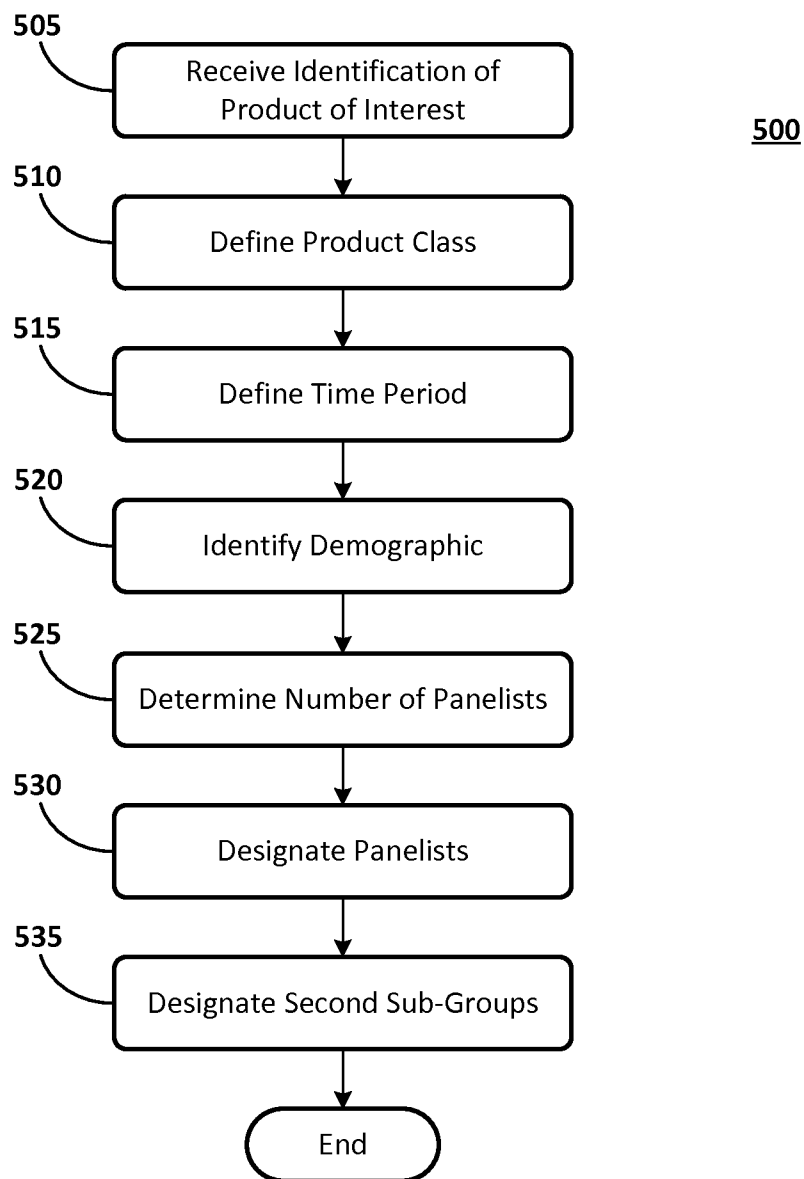 505
Receive Identification of
Product of Interest
500
510
Define Product Class
515
Define Time Period
520
Identify Demographic
525
Determine Number of Panelists
530
Designate Panelists
535
Designate Second Sub-Groups
End